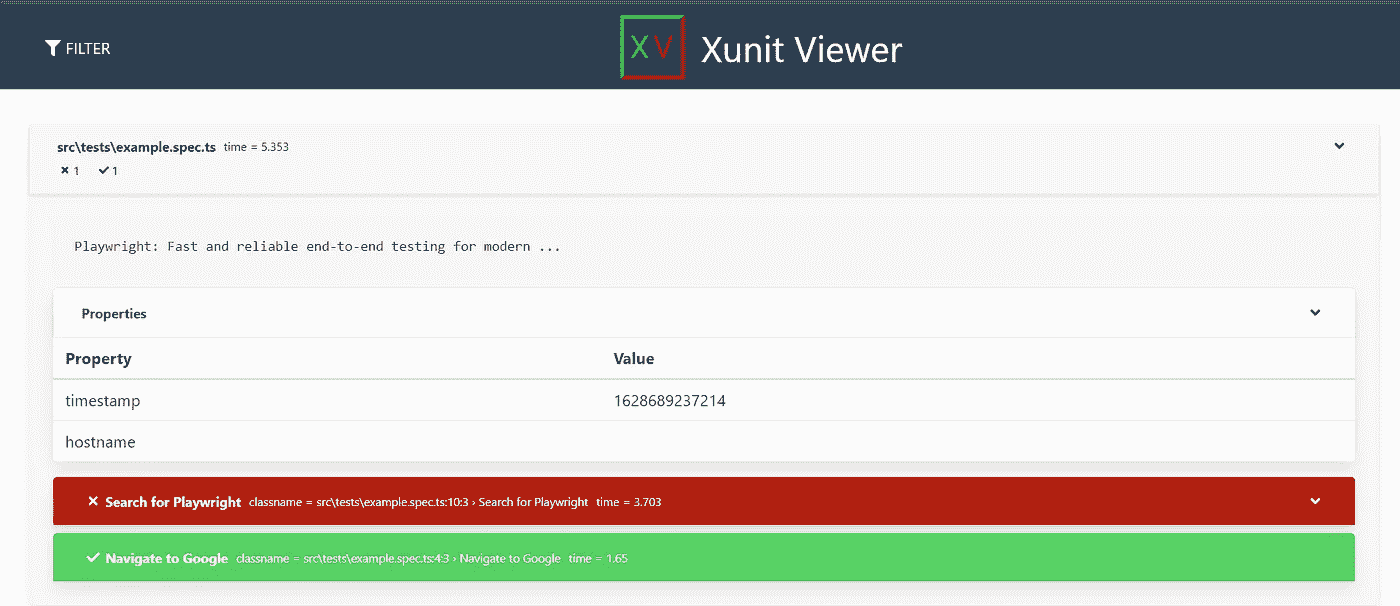 FILTER
XV Xunit Viewer
src\tests\example.spec.ts time = 5.353
✖ 1 ✔ 1
Playwright: Fast and reliable end-to-end testing for modern ...
Properties
Property Value
timestamp 1628689237214
hostname
✖ Search for Playwright classname = src\tests\example.spec.ts:10:3 › Search for Playwright time = 3.703
✔ Navigate to Google classname = src\tests\example.spec.ts:4:3 › Navigate to Google time = 1.65